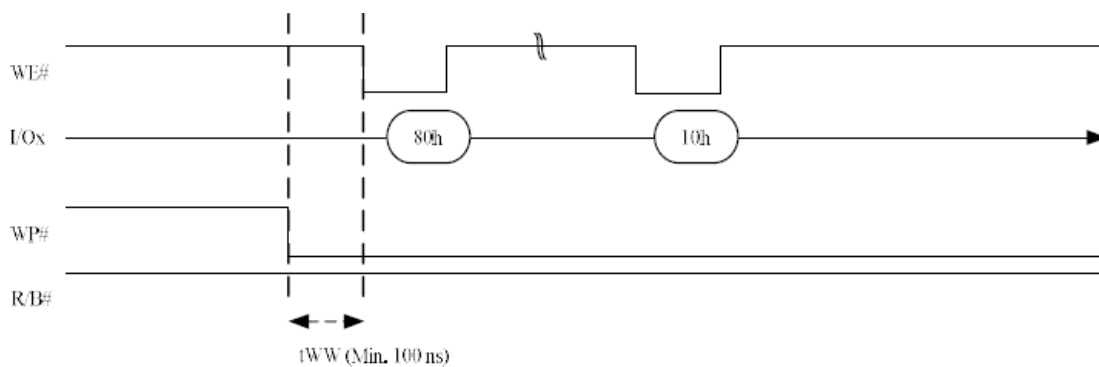 WE#
I/Ox
80h
10h
WP#
R/B#
tWW (Min. 100 ns)